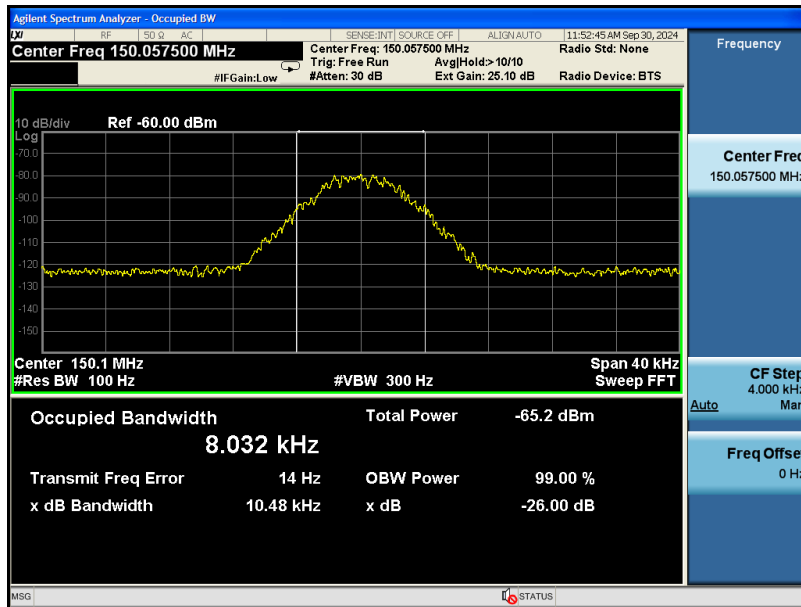 Agilent Spectrum Analyzer - Occupied BW
LXI RF 50 Ω AC SENSE:INT SOURCE OFF ALIGN AUTO 11:52:45 AM Sep 30, 2024
Center Freq 150.057500 MHz
Center Freq: 150.057500 MHz Radio Std: None
Trig: Free Run Avg|Hold:> 10/10
#IFGain:Low #Atten: 30 dB Ext Gain: 25.10 dB Radio Device: BTS
10 dB/div Ref -60.00 dBm
Log
-70.0
-80.0
-90.0
-100
-110
-120
-130
-140
-150
Center 150.1 MHz Span 40 kHz
#Res BW 100 Hz #VBW 300 Hz Sweep FFT
Occupied Bandwidth Total Power -65.2 dBm
8.032 kHz
Transmit Freq Error 14 Hz OBW Power 99.00 %
x dB Bandwidth 10.48 kHz x dB -26.00 dB
MSG STATUS
Frequency
Center Freq
150.057500 MHz
CF Step
4.000 kHz
Auto Man
Freq Offset
0 Hz